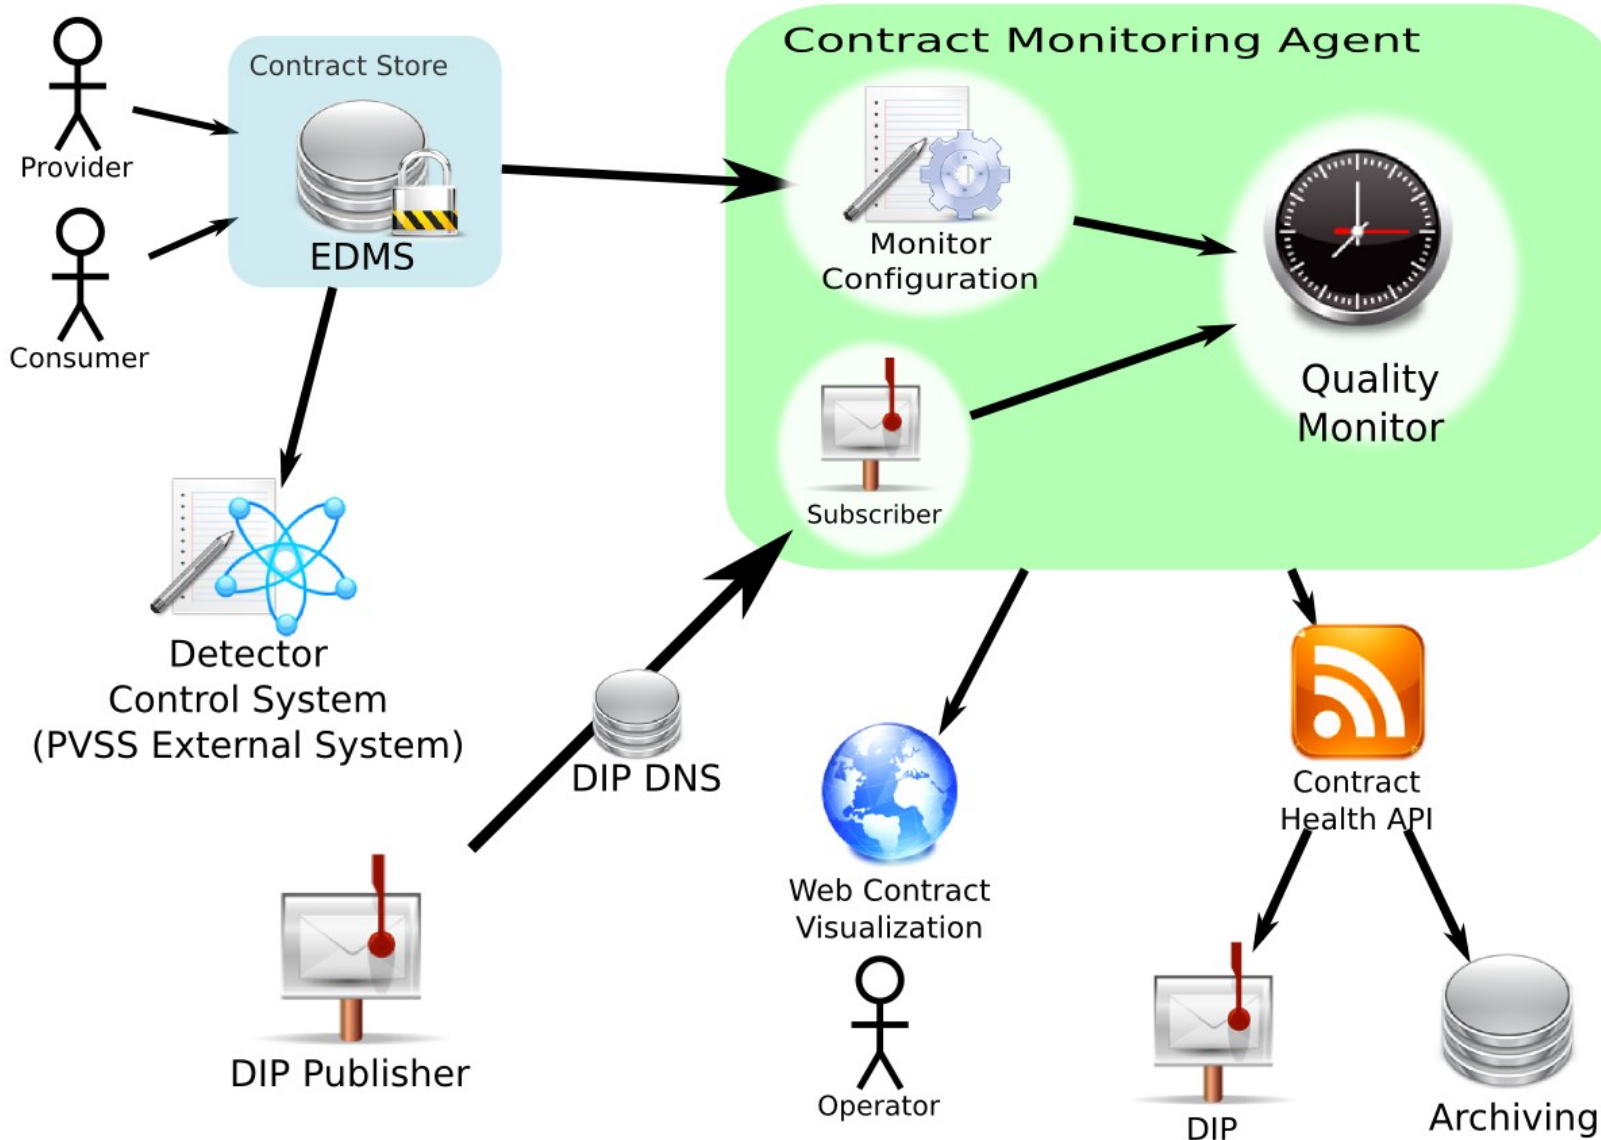 Contract Monitoring Agent
Contract Store
Provider
EDMS
Monitor
Configuration
Consumer
Quality
Monitor
Subscriber
Detector
Control System
(PVSS External System)
DIP DNS
Contract
Health API
Web Contract
Visualization
DIP Publisher
Operator
DIP
Archiving